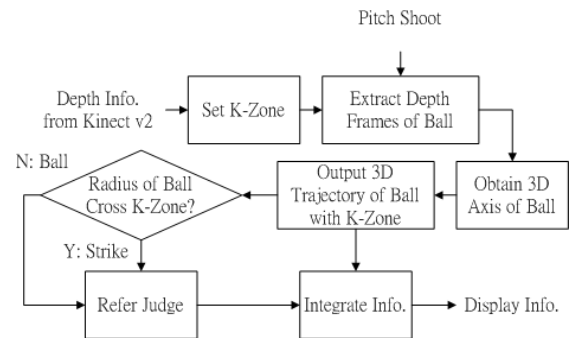 Pitch Shoot
Depth Info.
from Kinect v2
Set K-Zone
Extract Depth
Frames of Ball
N: Ball
Radius of Ball
Cross K-Zone?
Output 3D
Trajectory of Ball
with K-Zone
Obtain 3D
Axis of Ball
Y: Strike
Refer Judge
Integrate Info.
Display Info.